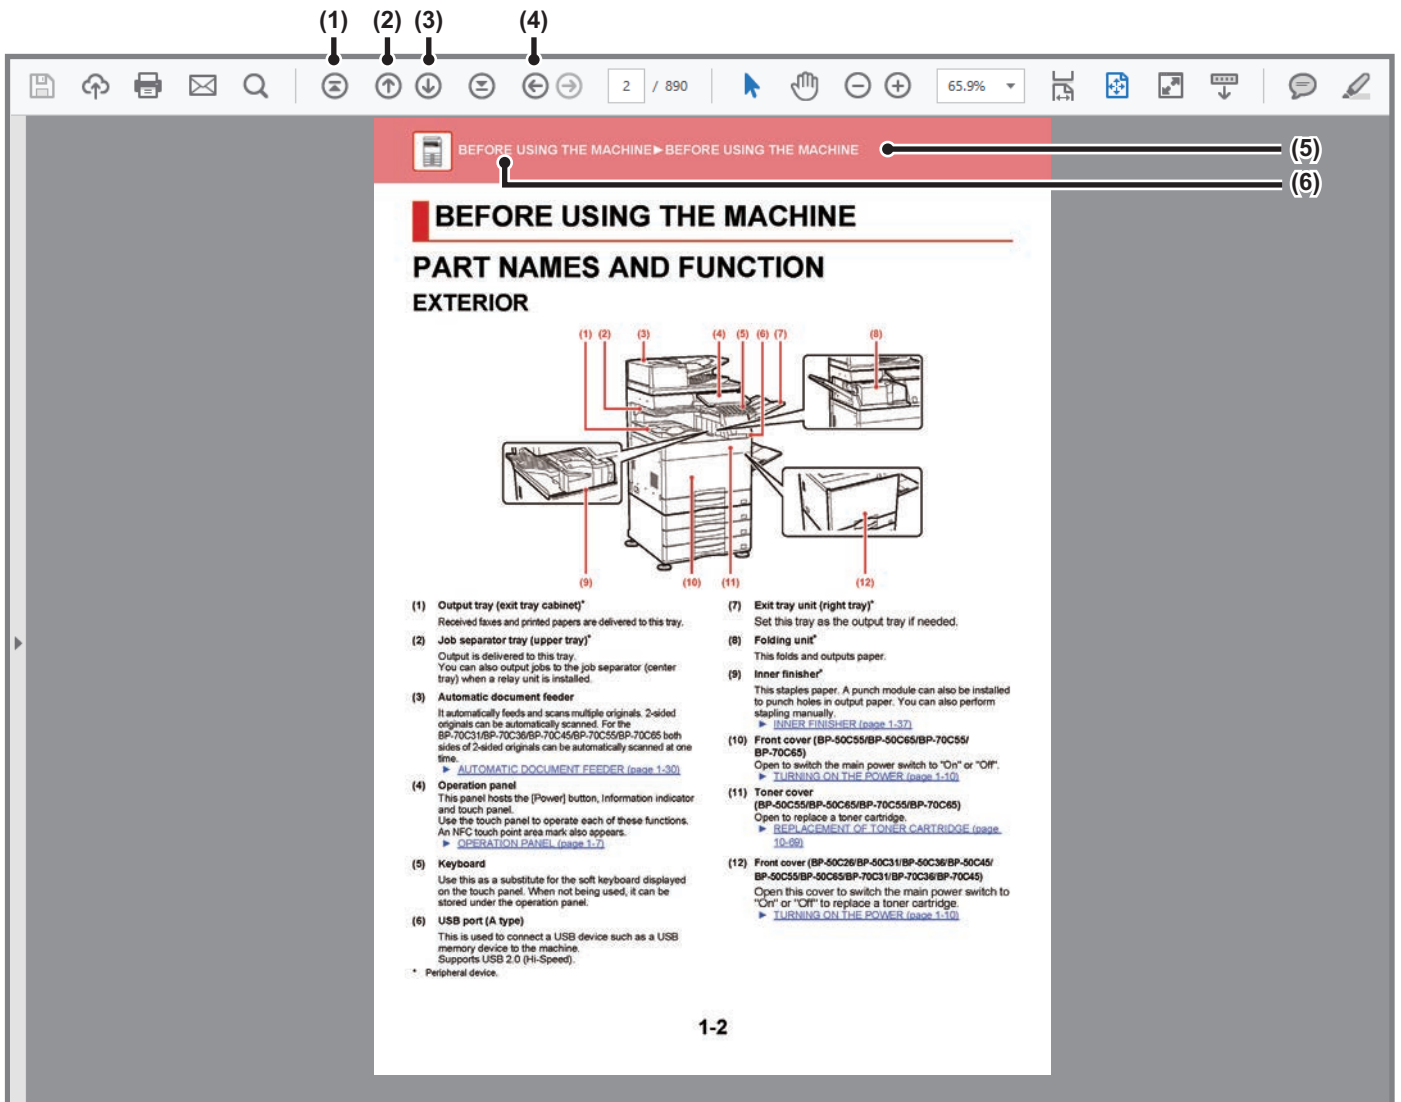 (1) (2) (3) (4)
2 / 890 65.9%
BEFORE USING THE MACHINE►BEFORE USING THE MACHINE
(5)
(6)
BEFORE USING THE MACHINE
PART NAMES AND FUNCTION
EXTERIOR
(1) (2) (3) (4) (5) (6) (7) (8)
(9) (10) (11) (12)
(1) Output tray (exit tray cabinet)*
Received faxes and printed papers are delivered to this tray.
(2) Job separator tray (upper tray)*
Output is delivered to this tray.
You can also output jobs to the job separator (center
tray) when a relay unit is installed.
(3) Automatic document feeder
It automatically feeds and scans multiple originals. 2-sided
originals can be automatically scanned. For the
BP-70C31/BP-70C36/BP-70C45/BP-70C55/BP-70C65 both
sides of 2-sided originals can be automatically scanned at one
time.
► AUTOMATIC DOCUMENT FEEDER (page 1-30)
(4) Operation panel
This panel hosts the [Power] button, Information indicator
and touch panel.
Use the touch panel to operate each of these functions.
An NFC touch point area mark also appears.
► OPERATION PANEL (page 1-7)
(5) Keyboard
Use this as a substitute for the soft keyboard displayed
on the touch panel. When not being used, it can be
stored under the operation panel.
(6) USB port (A type)
This is used to connect a USB device such as a USB
memory device to the machine.
Supports USB 2.0 (Hi-Speed).
* Peripheral device.
(7) Exit tray unit (right tray)*
Set this tray as the output tray if needed.
(8) Folding unit*
This folds and outputs paper.
(9) Inner finisher*
This staples paper. A punch module can also be installed
to punch holes in output paper. You can also perform
stapling manually.
► INNER FINISHER (page 1-37)
(10) Front cover (BP-50C55/BP-50C65/BP-70C55/
BP-70C65)
Open to switch the main power switch to "On" or "Off".
► TURNING ON THE POWER (page 1-10)
(11) Toner cover
(BP-50C55/BP-50C65/BP-70C55/BP-70C65)
Open to replace a toner cartridge.
► REPLACEMENT OF TONER CARTRIDGE (page
10-69)
(12) Front cover (BP-50C26/BP-50C31/BP-50C36/BP-50C45/
BP-50C55/BP-50C65/BP-70C31/BP-70C36/BP-70C45)
Open this cover to switch the main power switch to
"On" or "Off" to replace a toner cartridge.
► TURNING ON THE POWER (page 1-10)
1-2